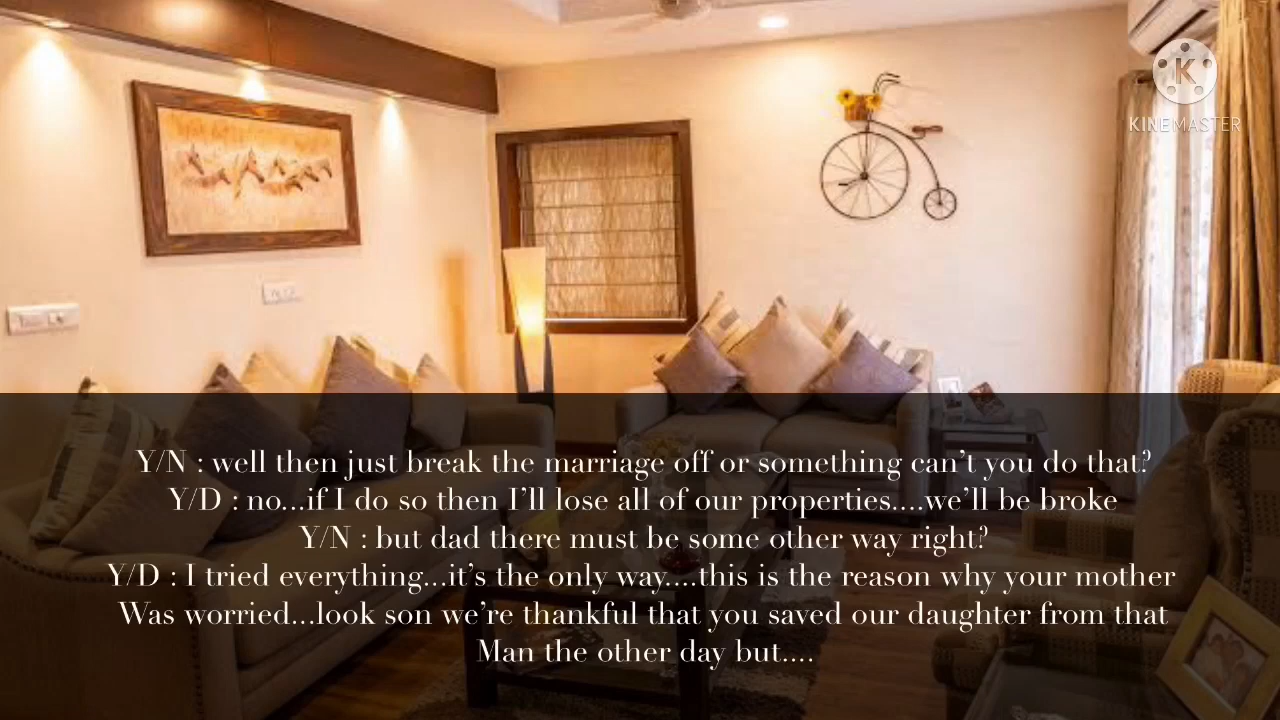 KINEMASTER
Y/N : well then just break the marriage off or something can't you do that?
Y/D : no...if I do so then I'll lose all of our properties....we'll be broke
Y/N : but dad there must be some other way right?
Y/D : I tried everything...it's the only way....this is the reason why your mother
Was worried...look son we're thankful that you saved our daughter from that
Man the other day but....